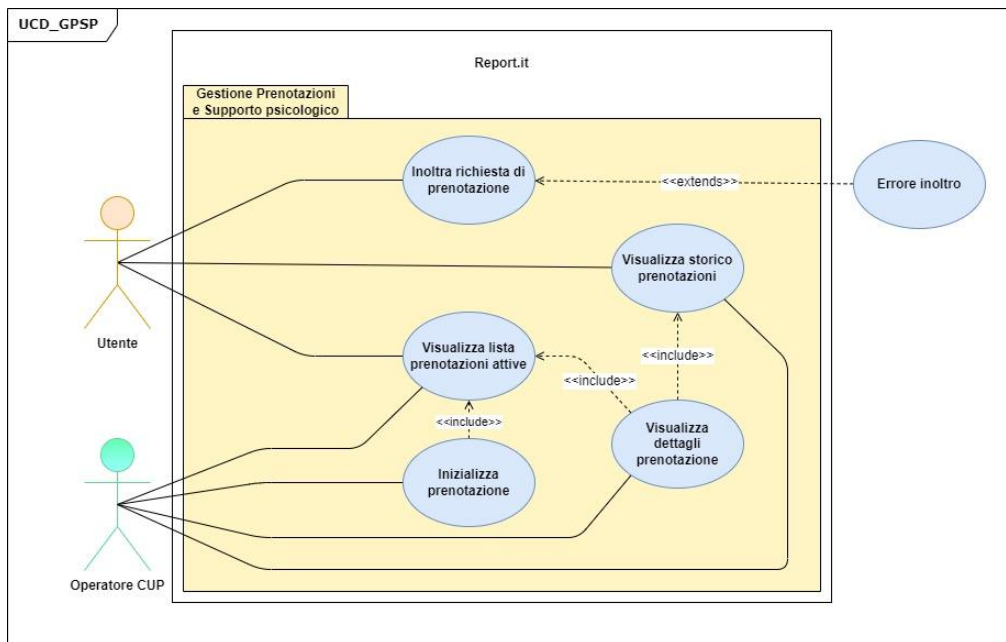 UCD_GPSP
Report.it
Gestione Prenotazioni
e Supporto psicologico
Inoltra richiesta di
prenotazione
<<extends>>
Errore inoltro
Visualizza storico
prenotazioni
Utente
Visualizza lista
prenotazioni attive
<<include>>
<<include>>
<<include>>
Visualizza
dettagli
prenotazione
Inizializza
prenotazione
Operatore CUP